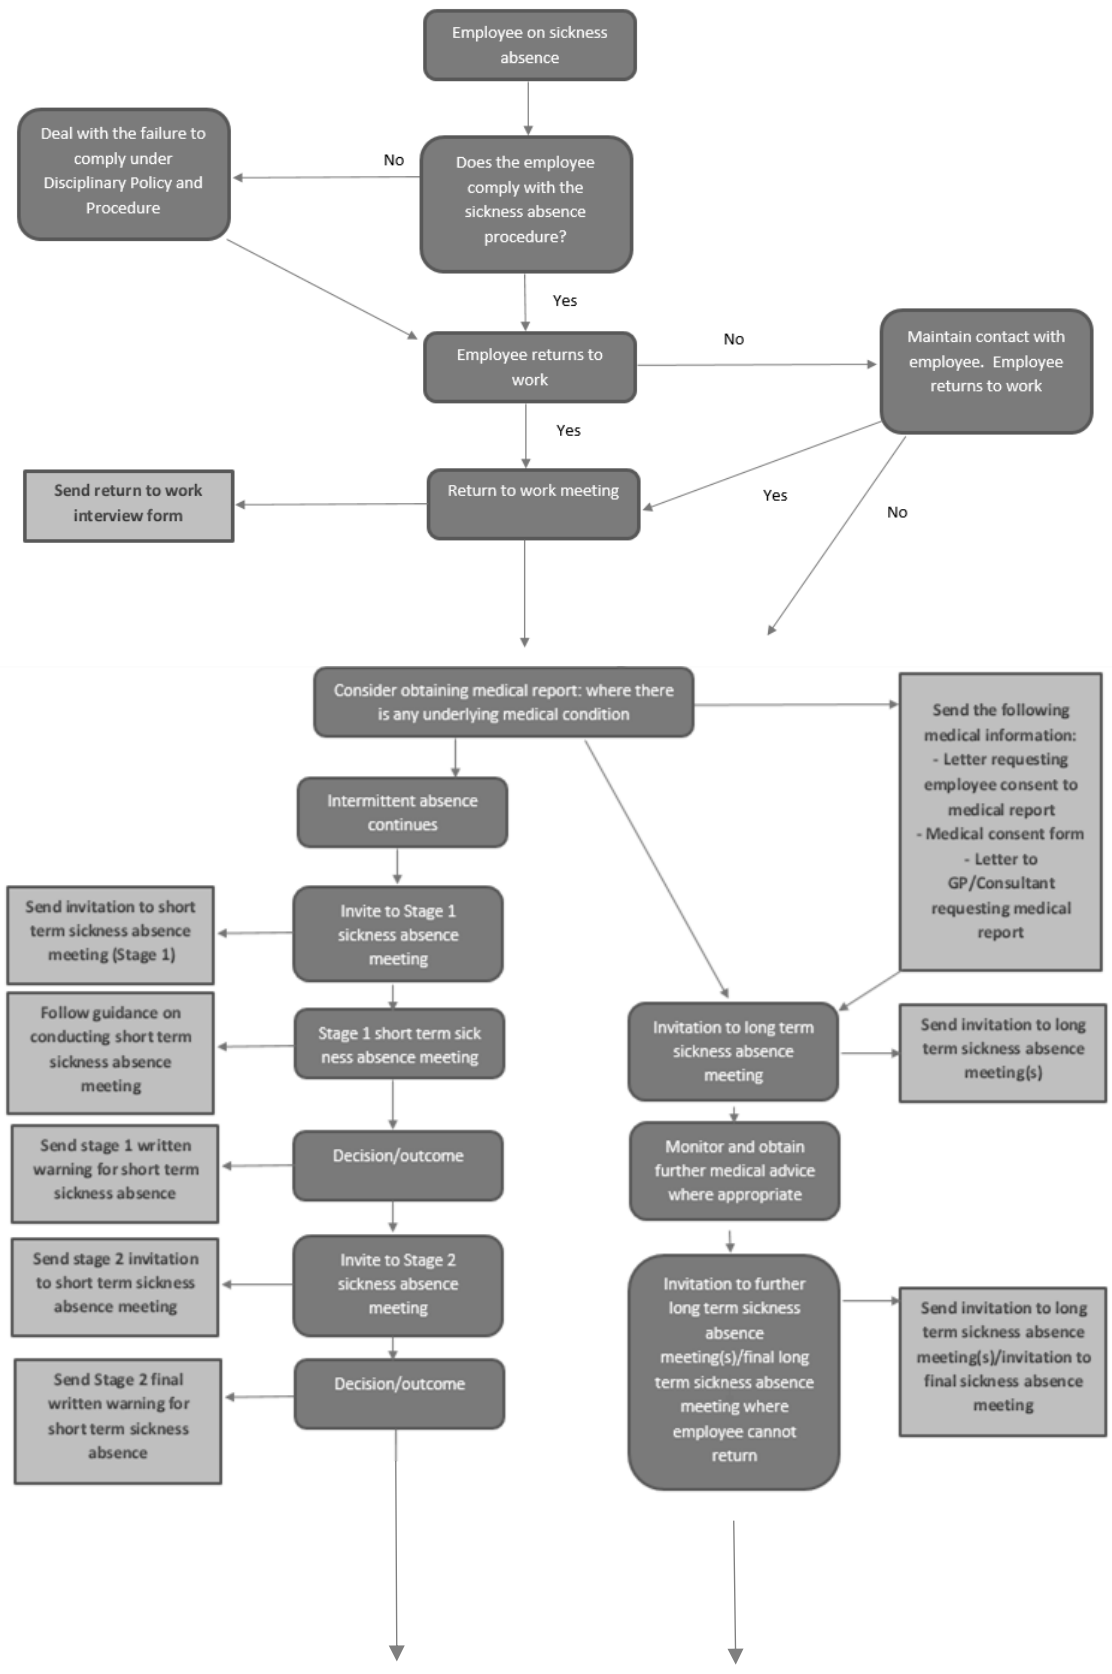 Employee on sickness
absence
Deal with the failure to
comply under
Disciplinary Policy and
Procedure
No
Does the employee
comply with the
sickness absence
procedure?
Yes
Employee returns to
work
No
Maintain contact with
employee.  Employee
returns to work
Yes
Send return to work
interview form
Return to work meeting
Yes
No
Consider obtaining medical report: where there
is any underlying medical condition
Send the following
medical information:
- Letter requesting
employee consent to
medical report
- Medical consent form
- Letter to
GP/Consultant
requesting medical
report
Intermittent absence
continues
Send invitation to short
term sickness absence
meeting (Stage 1)
Invite to Stage 1
sickness absence
meeting
Follow guidance on
conducting short term
sickness absence
meeting
Stage 1 short term sick
ness absence meeting
Invitation to long term
sickness absence
meeting
Send invitation to long
term sickness absence
meeting(s)
Send stage 1 written
warning for short term
sickness absence
Decision/outcome
Monitor and obtain
further medical advice
where appropriate
Send stage 2 invitation
to short term sickness
absence meeting
Invite to Stage 2
sickness absence
meeting
Invitation to further
long term sickness
absence
meeting(s)/final long
term sickness absence
meeting where
employee cannot
return
Send invitation to long
term sickness absence
meeting(s)/invitation to
final sickness absence
meeting
Send Stage 2 final
written warning for
short term sickness
absence
Decision/outcome